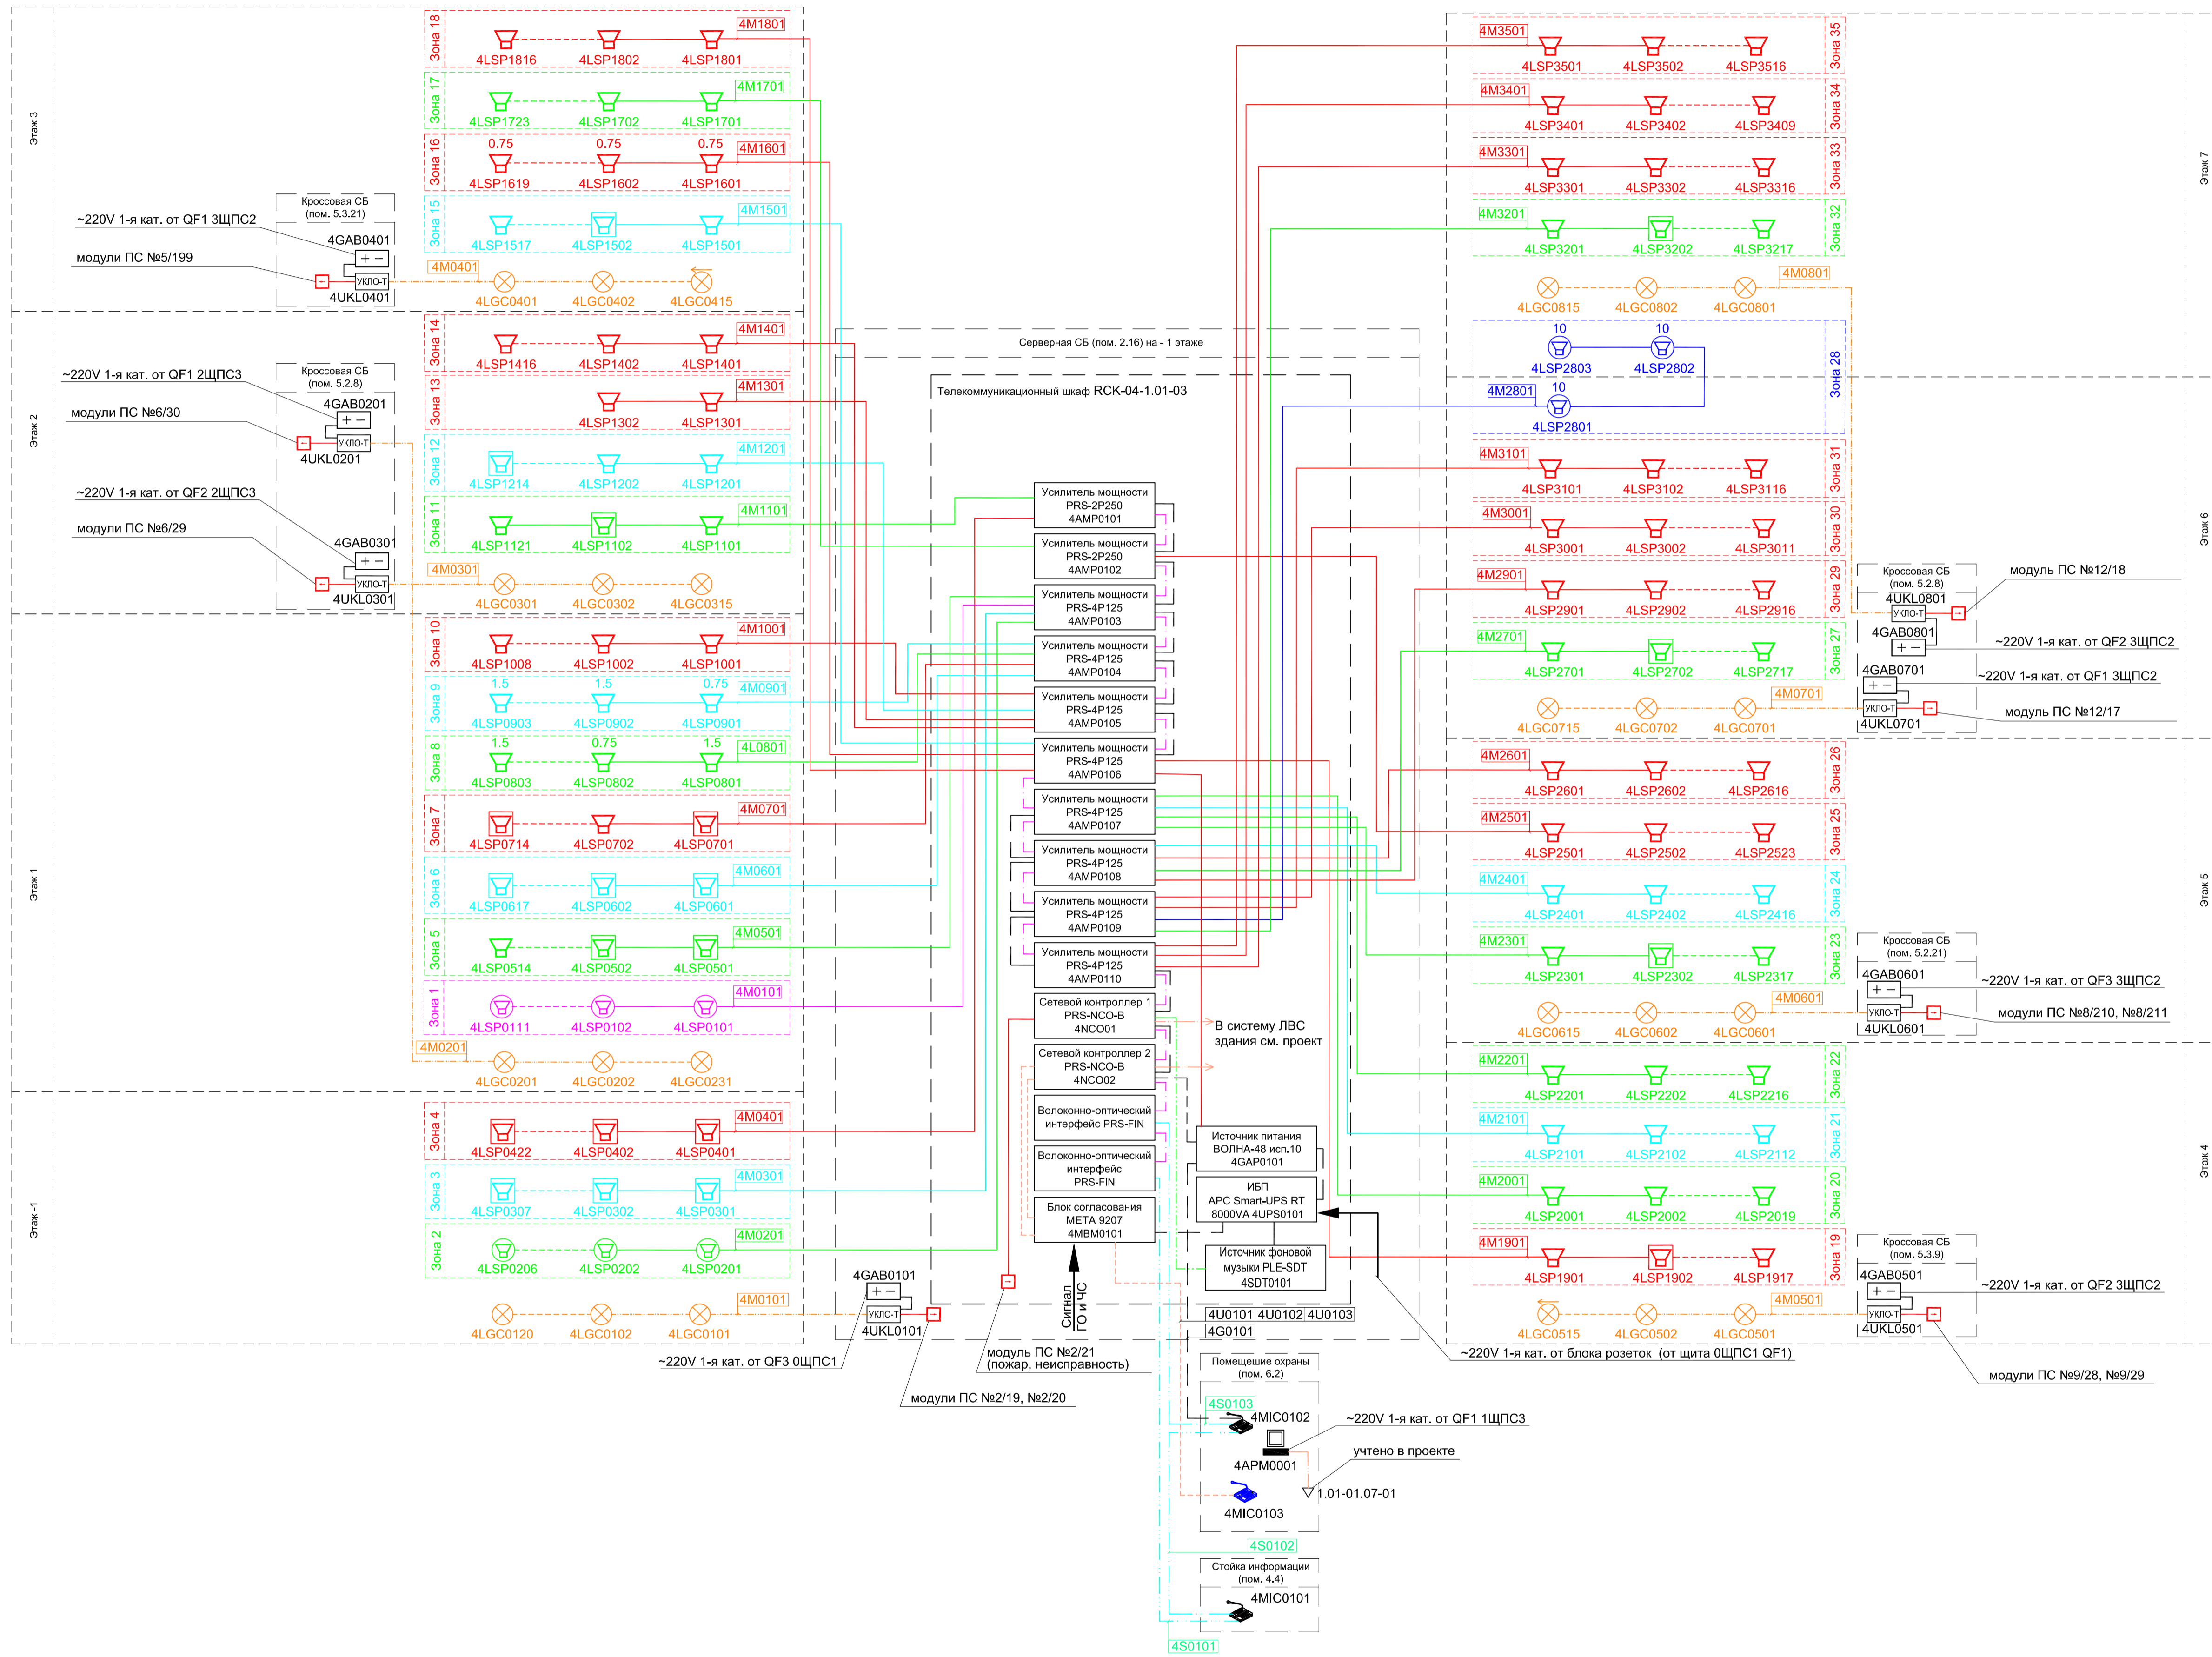 Этаж 3
Зона 18
4M1801
4LSP1816
4LSP1802
4LSP1801
Зона 17
4M1701
4LSP1723
4LSP1702
4LSP1701
Зона 16
0.75
0.75
0.75
4M1601
4LSP1619
4LSP1602
4LSP1601
Зона 15
4M1501
4LSP1517
4LSP1502
4LSP1501
Кроссовая СБ
(пом. 5.3.21)
~220V 1-я кат. от QF1 3ЩПС2
4GAB0401
+ −
модули ПС №5/199
УКЛО-Т
4UKL0401
4M0401
4LGC0401
4LGC0402
4LGC0415
Этаж 2
Зона 14
4M1401
4LSP1416
4LSP1402
4LSP1401
Зона 13
4M1301
4LSP1302
4LSP1301
Зона 12
4M1201
4LSP1214
4LSP1202
4LSP1201
Зона 11
4M1101
4LSP1121
4LSP1102
4LSP1101
Кроссовая СБ
(пом. 5.2.8)
~220V 1-я кат. от QF1 2ЩПС3
4GAB0201
+ −
модули ПС №6/30
УКЛО-Т
4UKL0201
~220V 1-я кат. от QF2 2ЩПС3
модули ПС №6/29
4GAB0301
+ −
УКЛО-Т
4UKL0301
4M0301
4LGC0301
4LGC0302
4LGC0315
Этаж 1
Зона 10
4M1001
4LSP1008
4LSP1002
4LSP1001
Зона 9
1.5
1.5
0.75
4M0901
4LSP0903
4LSP0902
4LSP0901
Зона 8
1.5
0.75
1.5
4L0801
4LSP0803
4LSP0802
4LSP0801
Зона 7
4M0701
4LSP0714
4LSP0702
4LSP0701
Зона 6
4M0601
4LSP0617
4LSP0602
4LSP0601
Зона 5
4M0501
4LSP0514
4LSP0502
4LSP0501
Зона 1
4M0101
4LSP0111
4LSP0102
4LSP0101
4M0201
4LGC0201
4LGC0202
4LGC0231
Этаж -1
Зона 4
4M0401
4LSP0422
4LSP0402
4LSP0401
Зона 3
4M0301
4LSP0307
4LSP0302
4LSP0301
Зона 2
4M0201
4LSP0206
4LSP0202
4LSP0201
4M0101
4LGC0120
4LGC0102
4LGC0101
4GAB0101
+ −
УКЛО-Т
4UKL0101
~220V 1-я кат. от QF3 0ЩПС1
модули ПС №2/19, №2/20
Серверная СБ (пом. 2.16) на - 1 этаже
Телекоммуникационный шкаф RCK-04-1.01-03
Усилитель мощности
PRS-2P250
4AMP0101
Усилитель мощности
PRS-2P250
4AMP0102
Усилитель мощности
PRS-4P125
4AMP0103
Усилитель мощности
PRS-4P125
4AMP0104
Усилитель мощности
PRS-4P125
4AMP0105
Усилитель мощности
PRS-4P125
4AMP0106
Усилитель мощности
PRS-4P125
4AMP0107
Усилитель мощности
PRS-4P125
4AMP0108
Усилитель мощности
PRS-4P125
4AMP0109
Усилитель мощности
PRS-4P125
4AMP0110
Сетевой контроллер 1
PRS-NCO-B
4NCO01
Сетевой контроллер 2
PRS-NCO-B
4NCO02
В систему ЛВС
здания см. проект
Волоконно-оптический
интерфейс PRS-FIN
Волоконно-оптический
интерфейс
PRS-FIN
Блок согласования
МЕТА 9207
4MBM0101
Источник питания
ВОЛНА-48 исп.10
4GAP0101
ИБП
APC Smart-UPS RT
8000VA 4UPS0101
Источник фоновой
музыки PLE-SDT
4SDT0101
Сигнал
ГО и ЧС
модуль ПС №2/21
(пожар, неисправность)
4U0101 4U0102 4U0103
4G0101
~220V 1-я кат. от блока розеток (от щита 0ЩПС1 QF1)
Помещешие охраны
(пом. 6.2)
4S0103
4MIC0102
~220V 1-я кат. от QF1 1ЩПС3
4APM0001
учтено в проекте
1.01-01.07-01
4MIC0103
4S0102
Стойка информации
(пом. 4.4)
4MIC0101
4S0101
Этаж 7
4M3501
Зона 35
4LSP3501
4LSP3502
4LSP3516
4M3401
Зона 34
4LSP3401
4LSP3402
4LSP3409
4M3301
Зона 33
4LSP3301
4LSP3302
4LSP3316
4M3201
Зона 32
4LSP3201
4LSP3202
4LSP3217
4M0801
4LGC0815
4LGC0802
4LGC0801
10
10
4LSP2803
4LSP2802
Зона 28
4M2801
10
4LSP2801
Этаж 6
4M3101
Зона 31
4LSP3101
4LSP3102
4LSP3116
4M3001
Зона 30
4LSP3001
4LSP3002
4LSP3011
4M2901
Зона 29
4LSP2901
4LSP2902
4LSP2916
4M2701
Зона 27
4LSP2701
4LSP2702
4LSP2717
4M0701
4LGC0715
4LGC0702
4LGC0701
Кроссовая СБ
(пом. 5.2.8)
4UKL0801
УКЛО-Т
модуль ПС №12/18
4GAB0801
+ −
~220V 1-я кат. от QF2 3ЩПС2
4GAB0701
+ −
~220V 1-я кат. от QF1 3ЩПС2
УКЛО-Т
4UKL0701
модуль ПС №12/17
Этаж 5
4M2601
Зона 26
4LSP2601
4LSP2602
4LSP2616
4M2501
Зона 25
4LSP2501
4LSP2502
4LSP2523
4M2401
Зона 24
4LSP2401
4LSP2402
4LSP2416
4M2301
Зона 23
4LSP2301
4LSP2302
4LSP2317
4M0601
4LGC0615
4LGC0602
4LGC0601
Кроссовая СБ
(пом. 5.2.21)
4GAB0601
+ −
~220V 1-я кат. от QF3 3ЩПС2
УКЛО-Т
4UKL0601
модули ПС №8/210, №8/211
Этаж 4
4M2201
Зона 22
4LSP2201
4LSP2202
4LSP2216
4M2101
Зона 21
4LSP2101
4LSP2102
4LSP2112
4M2001
Зона 20
4LSP2001
4LSP2002
4LSP2019
4M1901
Зона 19
4LSP1901
4LSP1902
4LSP1917
4M0501
4LGC0515
4LGC0502
4LGC0501
Кроссовая СБ
(пом. 5.3.9)
4GAB0501
+ −
~220V 1-я кат. от QF2 3ЩПС2
УКЛО-Т
4UKL0501
модули ПС №9/28, №9/29